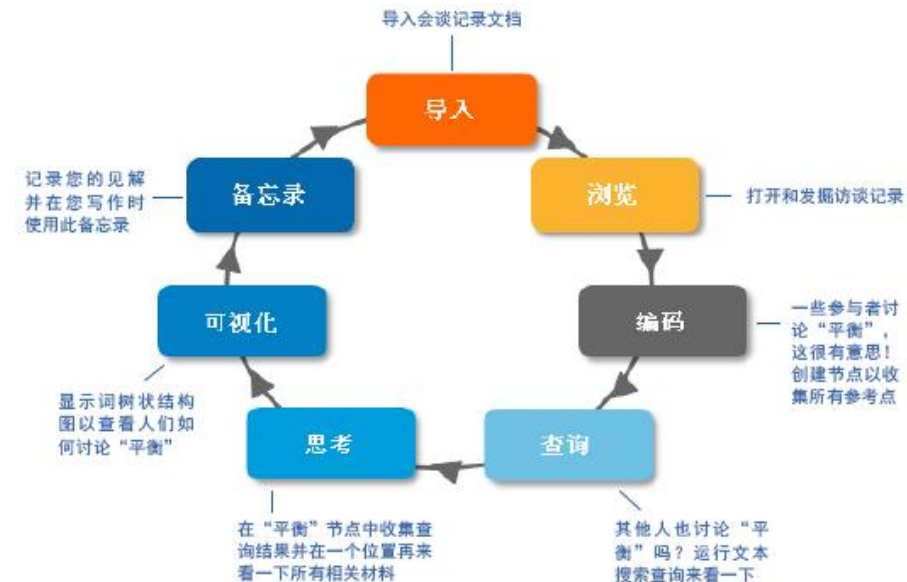 导入会谈记录文档
导入
备忘录
记录您的见解
并在您写作时
使用此备忘录
浏览
打开和发掘访谈记录
可视化
显示词树状结构
图以查看人们如
何讨论“平衡”
编码
一些参与者讨
论“平衡”，
这很有意思！
创建节点以收
集所有参考点
思考
在“平衡”节点中收集查
询结果并在一个位置再来
看一下所有相关材料
查询
其他人也讨论“平
衡”吗？运行文本
搜索查询来看一下